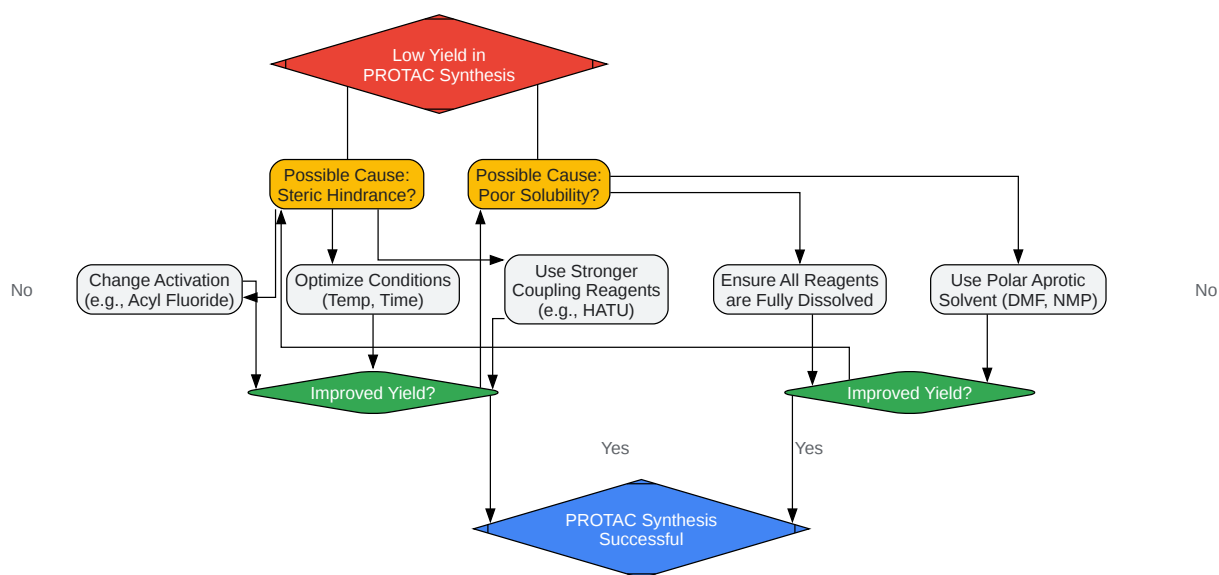 Low Yield in
PROTAC Synthesis
Possible Cause:
Steric Hindrance?
Possible Cause:
Poor Solubility?
No
Change Activation
(e.g., Acyl Fluoride)
Optimize Conditions
(Temp, Time)
Use Stronger
Coupling Reagents
(e.g., HATU)
Ensure All Reagents
are Fully Dissolved
Use Polar Aprotic
Solvent (DMF, NMP)
No
Improved Yield?
Improved Yield?
Yes
Yes
PROTAC Synthesis
Successful